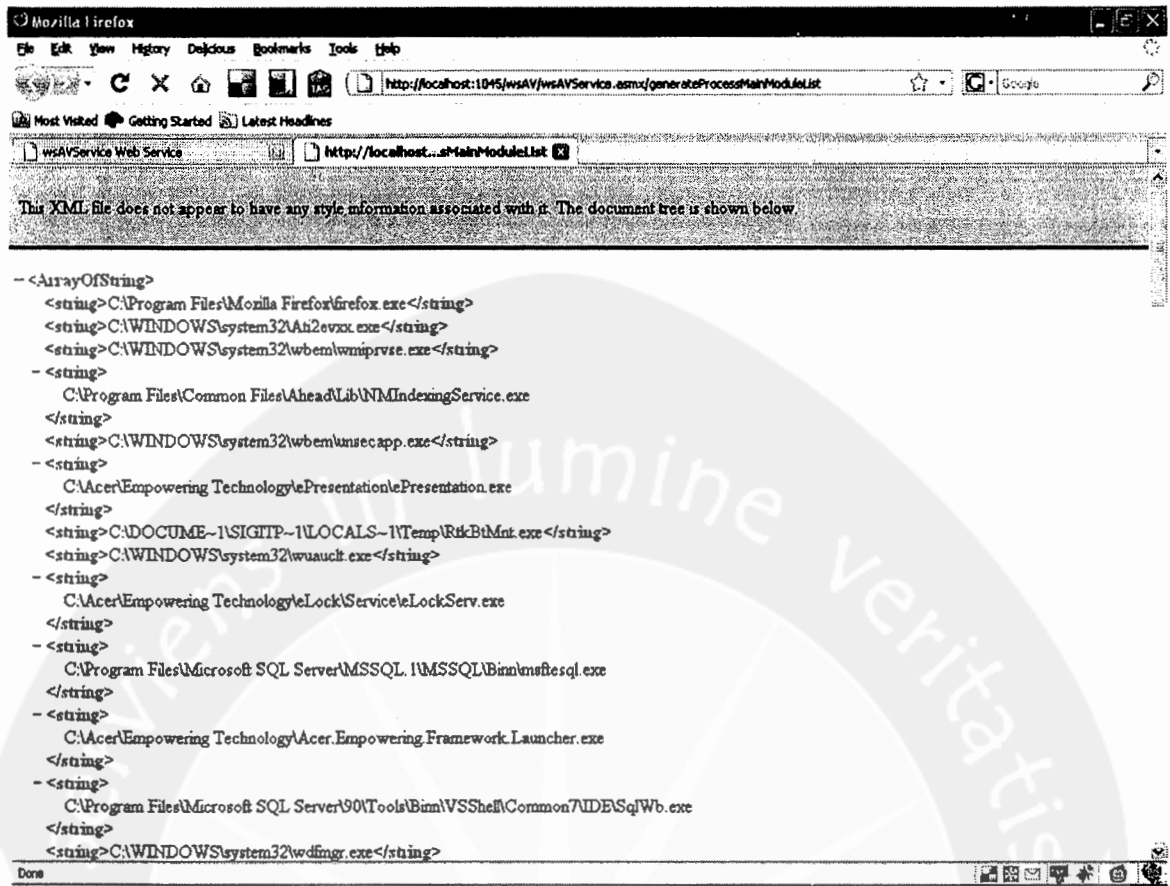 Mozilla Firefox
File Edit View History Delicious Bookmarks Tools Help
http://localhost:1045/wsAV/wsAVService.asmx/generateProcessMainModuleList
Google
Most Visited Getting Started Latest Headlines
wsAVService Web Service http://localhost...sMainModuleList
This XML file does not appear to have any style information associated with it. The document tree is shown below.
- <ArrayOfString>
<string>C:\Program Files\Mozilla Firefox\firefox.exe</string>
<string>C:\WINDOWS\system32\Ati2evxx.exe</string>
<string>C:\WINDOWS\system32\wbem\wmiprvse.exe</string>
- <string>
C:\Program Files\Common Files\Ahead\Lib\NMIndexingService.exe
</string>
<string>C:\WINDOWS\system32\wbem\unsecapp.exe</string>
- <string>
C:\Acer\Empowering Technology\ePresentation\ePresentation.exe
</string>
<string>C:\DOCUME~1\SIGITP~1\LOCALS~1\Temp\RtkBtMnt.exe</string>
<string>C:\WINDOWS\system32\wuauclt.exe</string>
- <string>
C:\Acer\Empowering Technology\eLock\Service\eLockServ.exe
</string>
- <string>
C:\Program Files\Microsoft SQL Server\MSSQL.1\MSSQL\Binn\msftesql.exe
</string>
- <string>
C:\Acer\Empowering Technology\Acer.Empowering.Framework.Launcher.exe
</string>
- <string>
C:\Program Files\Microsoft SQL Server\90\Tools\Binn\VSShell\Common7\IDE\SqlWb.exe
</string>
<string>C:\WINDOWS\system32\wdfmgr.exe</string>
Done
lumine veritatis